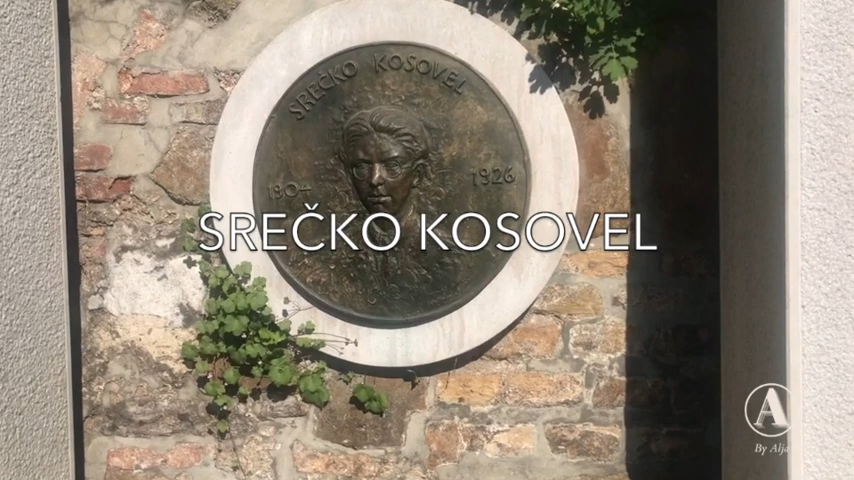 SREČKO KOSOVEL
1904 1926
SREČKO KOSOVEL
A
By Alja